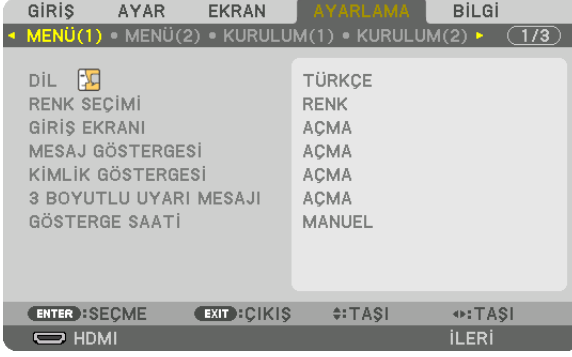 GİRİŞ AYAR EKRAN AYARLAMA BİLGİ
MENÜ(1) • MENÜ(2) • KURULUM(1) • KURULUM(2) 1/3
DİL TÜRKÇE
RENK SEÇİMİ RENK
GİRİŞ EKRANI AÇMA
MESAJ GÖSTERGESİ AÇMA
KİMLİK GÖSTERGESİ AÇMA
3 BOYUTLU UYARI MESAJI AÇMA
GÖSTERGE SAATİ MANUEL
ENTER :SEÇME EXIT :ÇIKIŞ :TAŞI :TAŞI
HDMI İLERİ